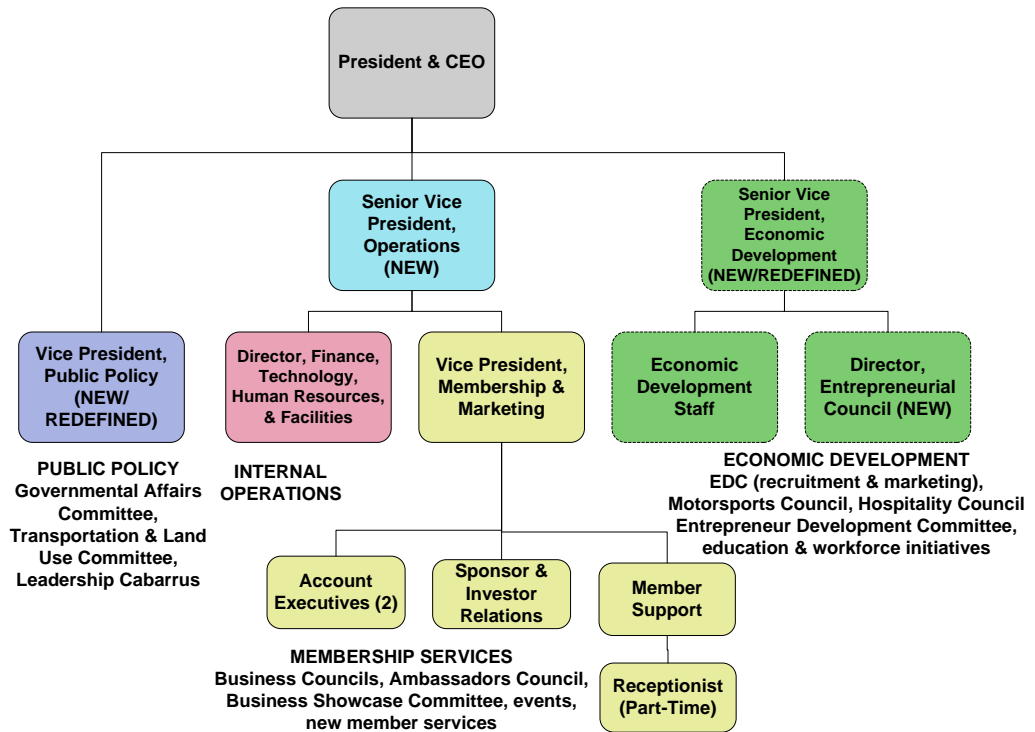 President & CEO
Senior Vice
President,
Operations
(NEW)
Senior Vice
President,
Economic
Development
(NEW/REDEFINED)
Vice President,
Public Policy
(NEW/
REDEFINED)
Director, Finance,
Technology,
Human Resources,
& Facilities
Vice President,
Membership &
Marketing
Economic
Development
Staff
Director,
Entrepreneurial
Council (NEW)
PUBLIC POLICY
Governmental Affairs
Committee,
Transportation & Land
Use Committee,
Leadership Cabarrus
INTERNAL
OPERATIONS
ECONOMIC DEVELOPMENT
EDC (recruitment & marketing),
Motorsports Council, Hospitality Council
Entrepreneur Development Committee,
education & workforce initiatives
Account
Executives (2)
Sponsor &
Investor
Relations
Member
Support
MEMBERSHIP SERVICES
Business Councils, Ambassadors Council,
Business Showcase Committee, events,
new member services
Receptionist
(Part-Time)